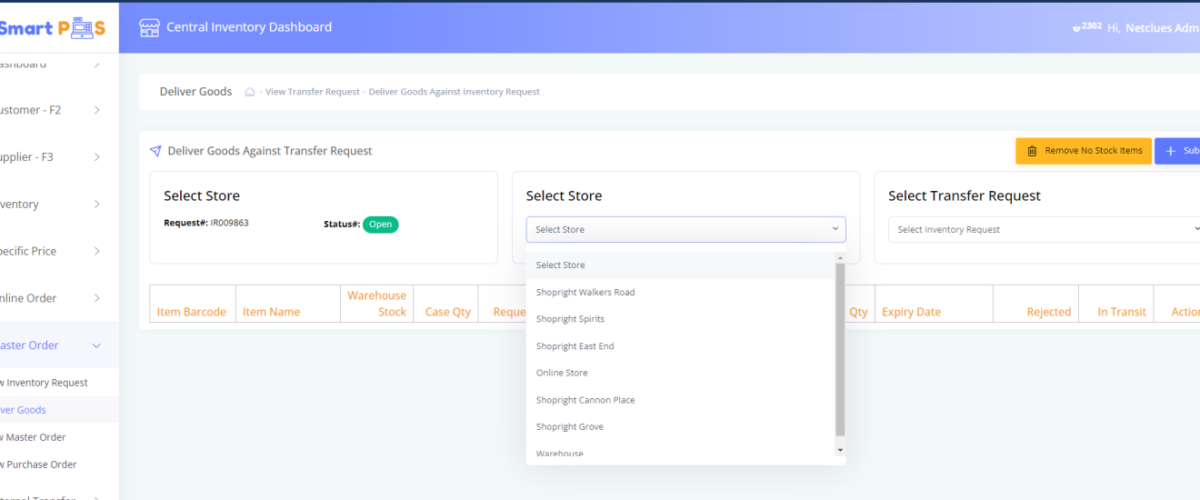 Smart POS
Central Inventory Dashboard
2302 Hi, Netclues Adm
ashboard
ustomer - F2
upplier - F3
ventory
pecific Price
nline Order
aster Order
w Inventory Request
ver Goods
w Master Order
w Purchase Order
ternal Transfer
Deliver Goods
- View Transfer Request - Deliver Goods Against Inventory Request
Deliver Goods Against Transfer Request
Remove No Stock Items
+ Sub
Select Store
Request#: IR009863
Status#: Open
Select Store
Select Store
Select Store
Shopright Walkers Road
Shopright Spirits
Shopright East End
Online Store
Shopright Cannon Place
Shopright Grove
Warehouse
Select Transfer Request
Select Inventory Request
Item Barcode
Item Name
Warehouse
Stock
Case Qty
Reque
Qty
Expiry Date
Rejected
In Transit
Action